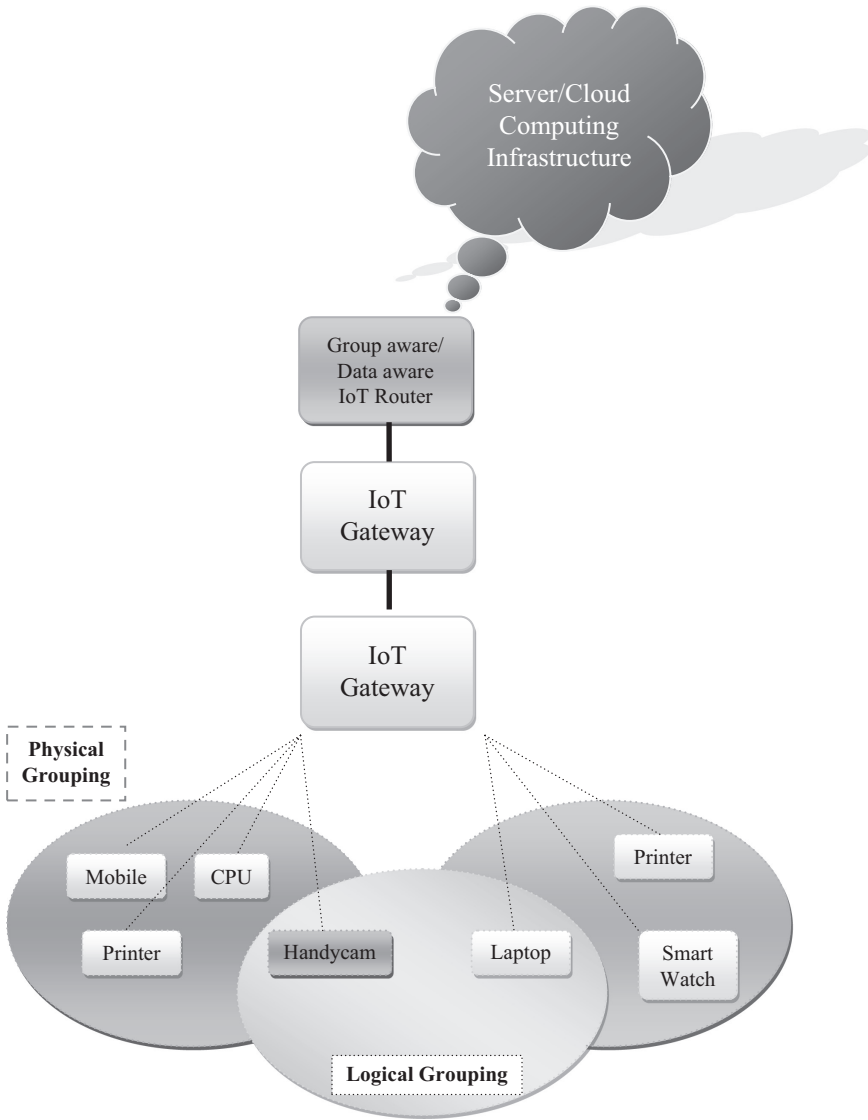 Server/Cloud
Computing
Infrastructure
Group aware/
Data aware
IoT Router
IoT
Gateway
IoT
Gateway
Physical
Grouping
Mobile
CPU
Printer
Printer
Handycam
Laptop
Smart
Watch
Logical Grouping